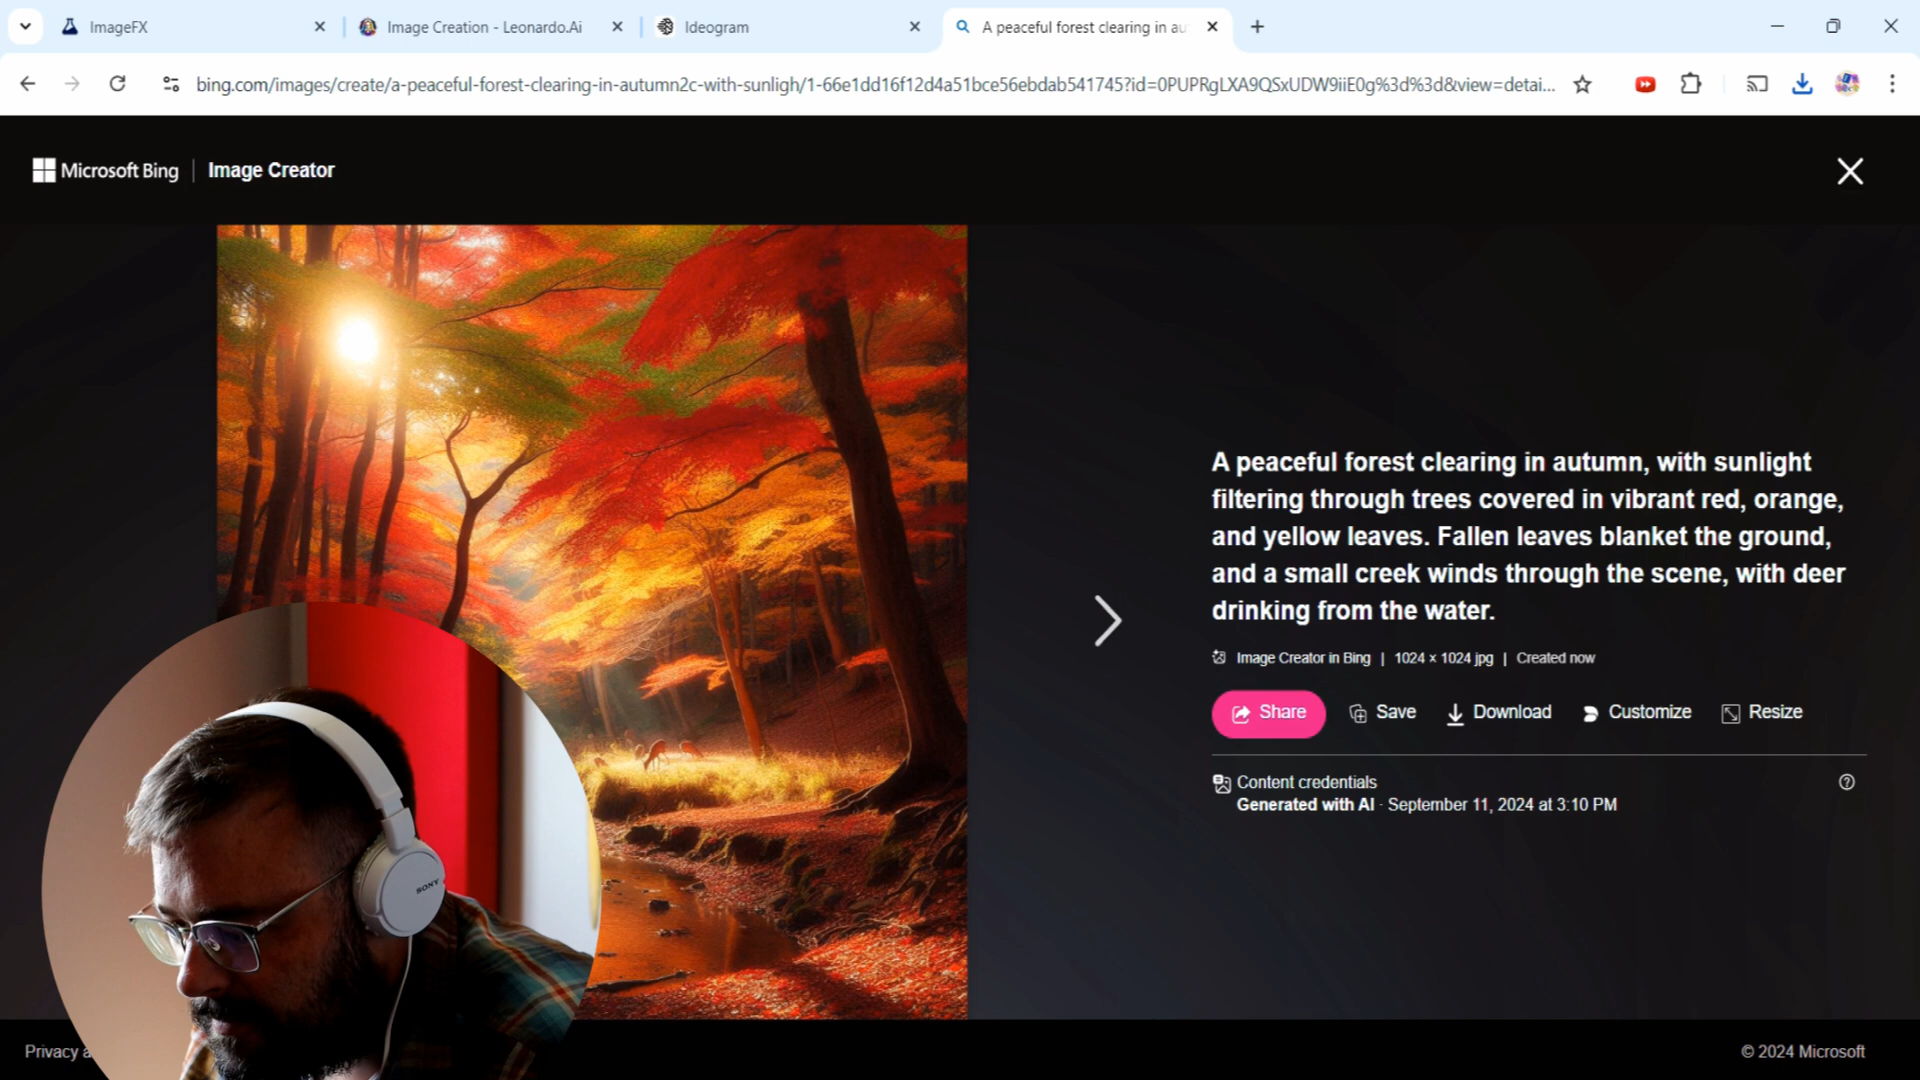 ImageFX
Image Creation - Leonardo.Ai
Ideogram
A peaceful forest clearing in au
bing.com/images/create/a-peaceful-forest-clearing-in-autumn2c-with-sunligh/1-66e1dd16f12d4a51bce56ebdab541745?id=0PUPRgLXA9QSxUDW9iiE0g%3d%3d&view=detai...
Microsoft Bing | Image Creator
A peaceful forest clearing in autumn, with sunlight
filtering through trees covered in vibrant red, orange,
and yellow leaves. Fallen leaves blanket the ground,
and a small creek winds through the scene, with deer
drinking from the water.
Image Creator in Bing | 1024 × 1024 jpg | Created now
Share
Save
Download
Customize
Resize
Content credentials
Generated with AI · September 11, 2024 at 3:10 PM
SONY
Privacy a
© 2024 Microsoft